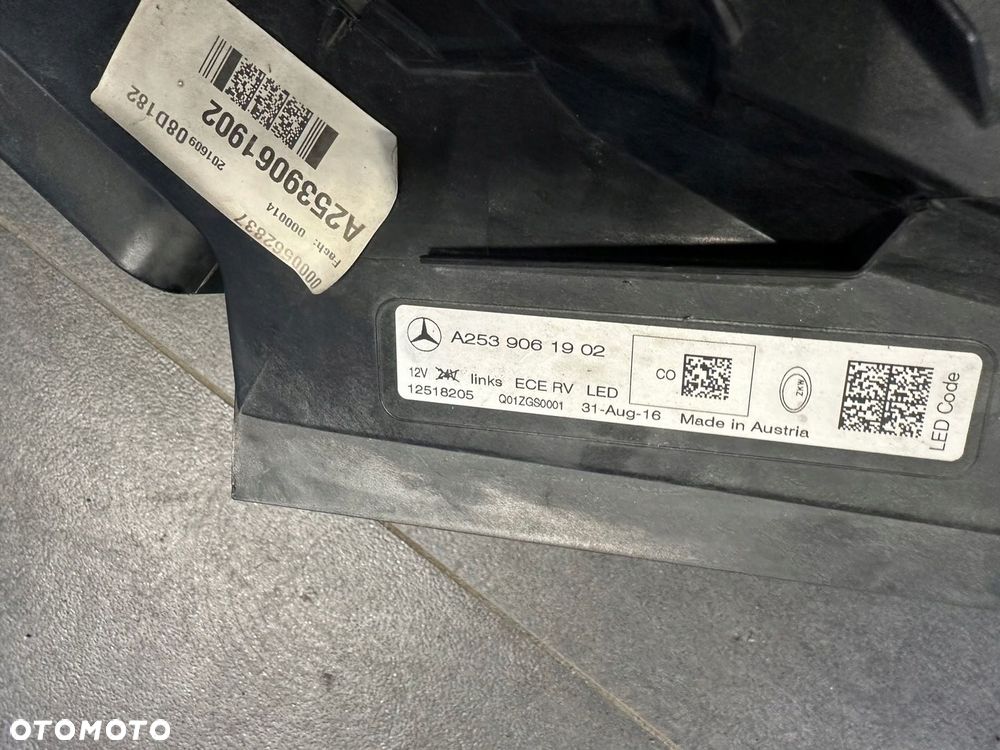 A2539061902
201609 08D182
Fach: 000014
0000562837
A253 906 19 02
12V 24V links ECE RV LED
12518205 Q01ZGS0001 31-Aug-16 Made in Austria
CO
ZKW
LED Code
OTOMOTO